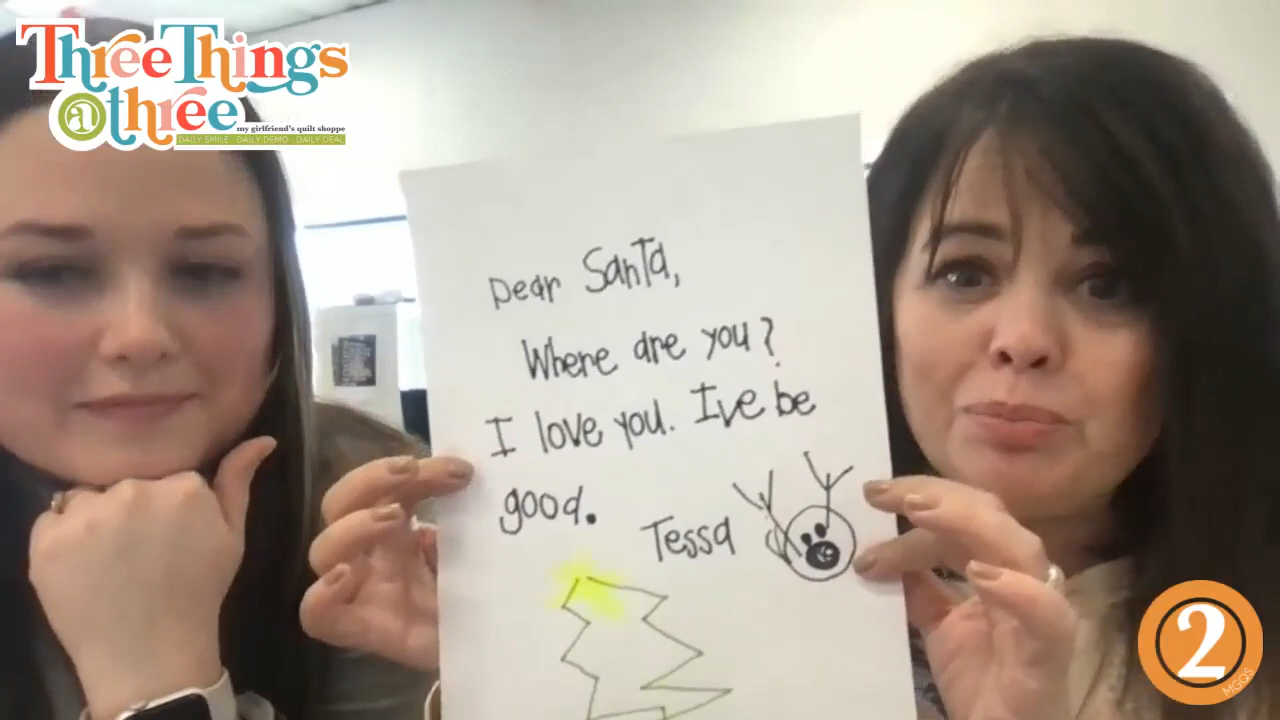 Three Things
@three
my girlfriend's quilt shoppe
DAILY SMILE . DAILY DEMO . DAILY DEAL
Dear Santa,
Where are you?
I love you. Ive be
good.
Tessa
2
MGQS